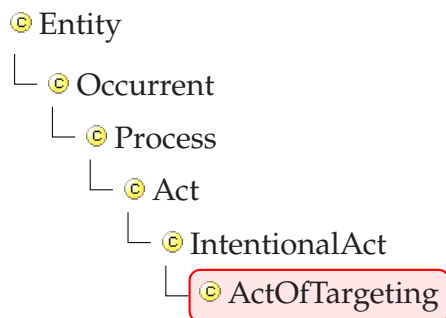 C Entity
C Occurrent
C Process
C Act
C IntentionalAct
C ActOfTargeting